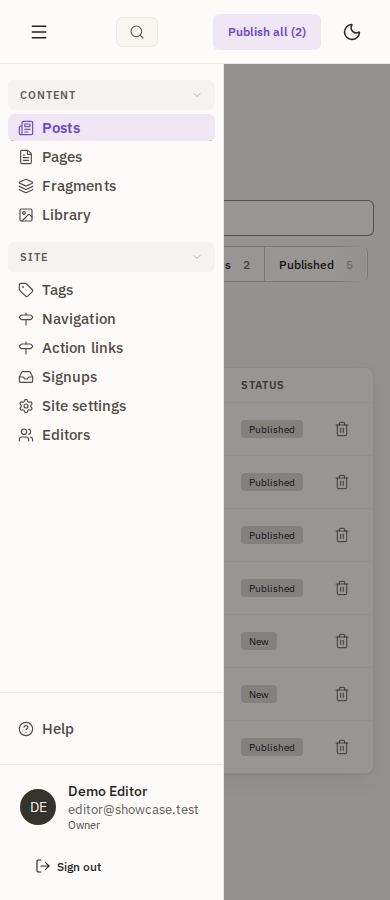 Publish all (2)
CONTENT
Posts
Pages
Fragments
Library
SITE
Tags
Navigation
Action links
Signups
Site settings
Editors
Help
DE
Demo Editor
editor@showcase.test
Owner
Sign out
2
Published 5
STATUS
Published
Published
Published
Published
New
New
Published